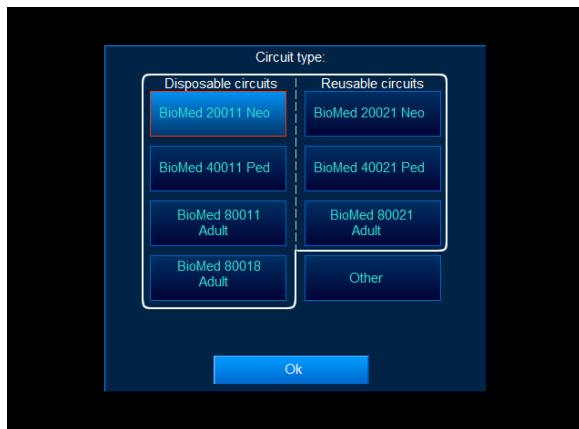 Circuit type:
Disposable circuits
Reusable circuits
BioMed 20011 Neo
BioMed 20021 Neo
BioMed 40011 Ped
BioMed 40021 Ped
BioMed 80011
Adult
BioMed 80021
Adult
BioMed 80018
Adult
Other
Ok